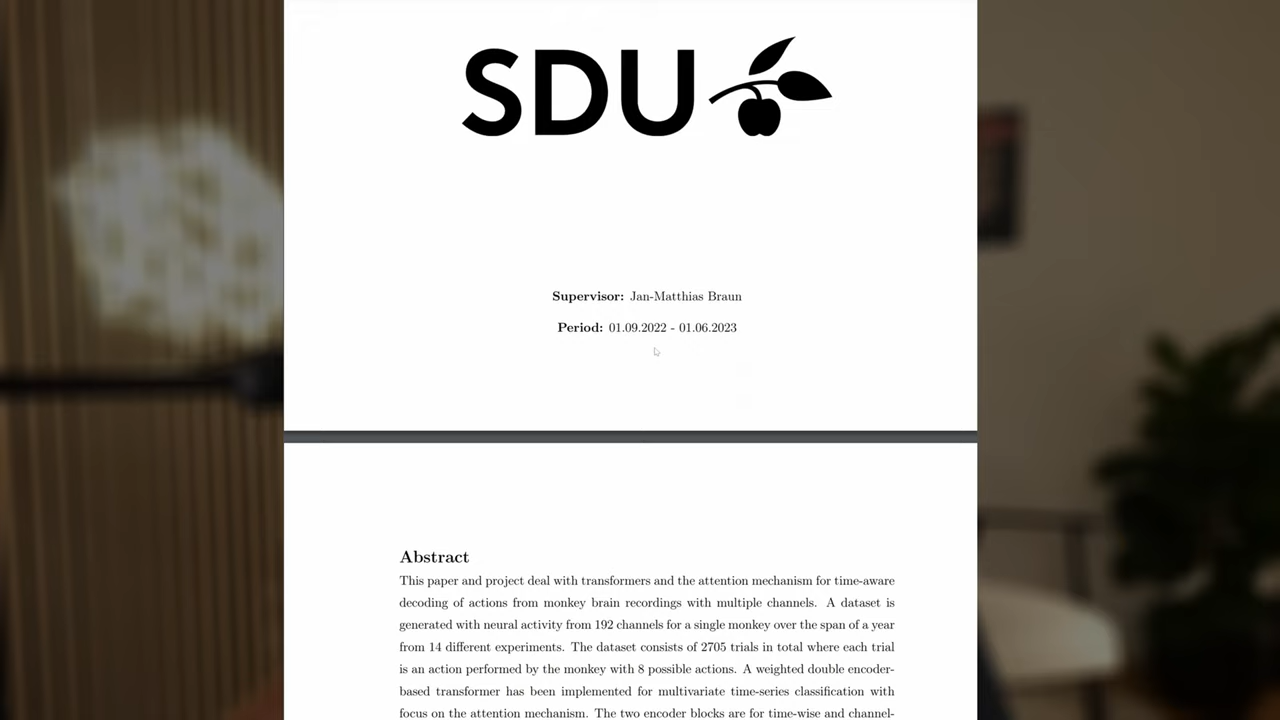 SDU
Supervisor: Jan-Matthias Braun
Period: 01.09.2022 - 01.06.2023
Abstract
This paper and project deal with transformers and the attention mechanism for time-aware
decoding of actions from monkey brain recordings with multiple channels. A dataset is
generated with neural activity from 192 channels for a single monkey over the span of a year
from 14 different experiments. The dataset consists of 2705 trials in total where each trial
is an action performed by the monkey with 8 possible actions. A weighted double encoder-
based transformer has been implemented for multivariate time-series classification with
focus on the attention mechanism. The two encoder blocks are for time-wise and channel-